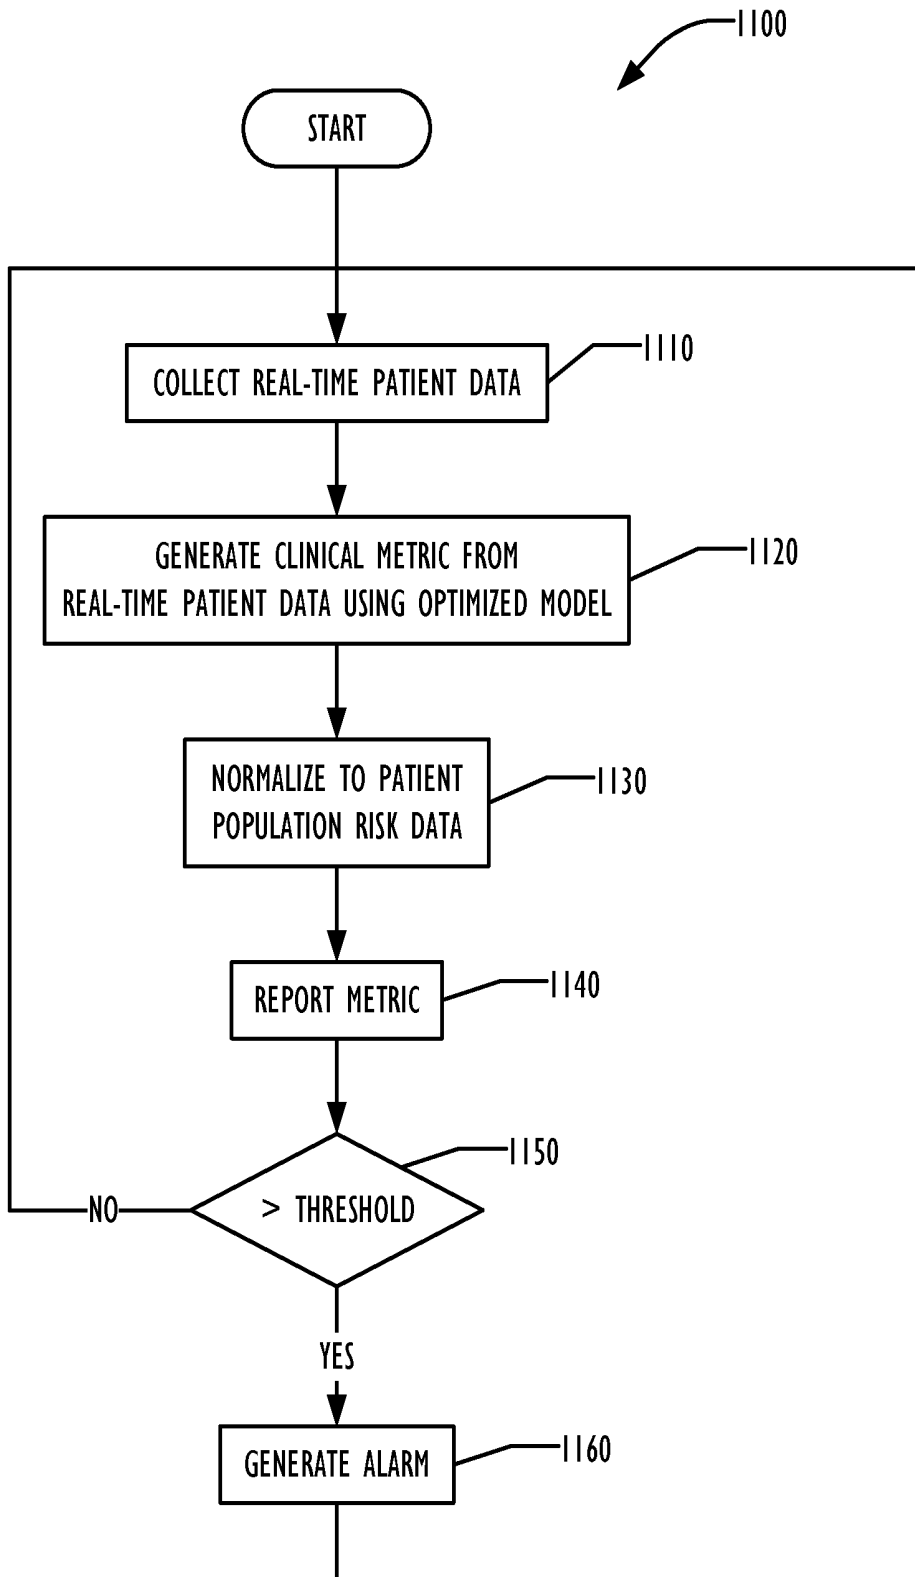 1100
START
COLLECT REAL-TIME PATIENT DATA
1110
GENERATE CLINICAL METRIC FROM
REAL-TIME PATIENT DATA USING OPTIMIZED MODEL
1120
NORMALIZE TO PATIENT
POPULATION RISK DATA
1130
REPORT METRIC
1140
> THRESHOLD
1150
NO
YES
GENERATE ALARM
1160